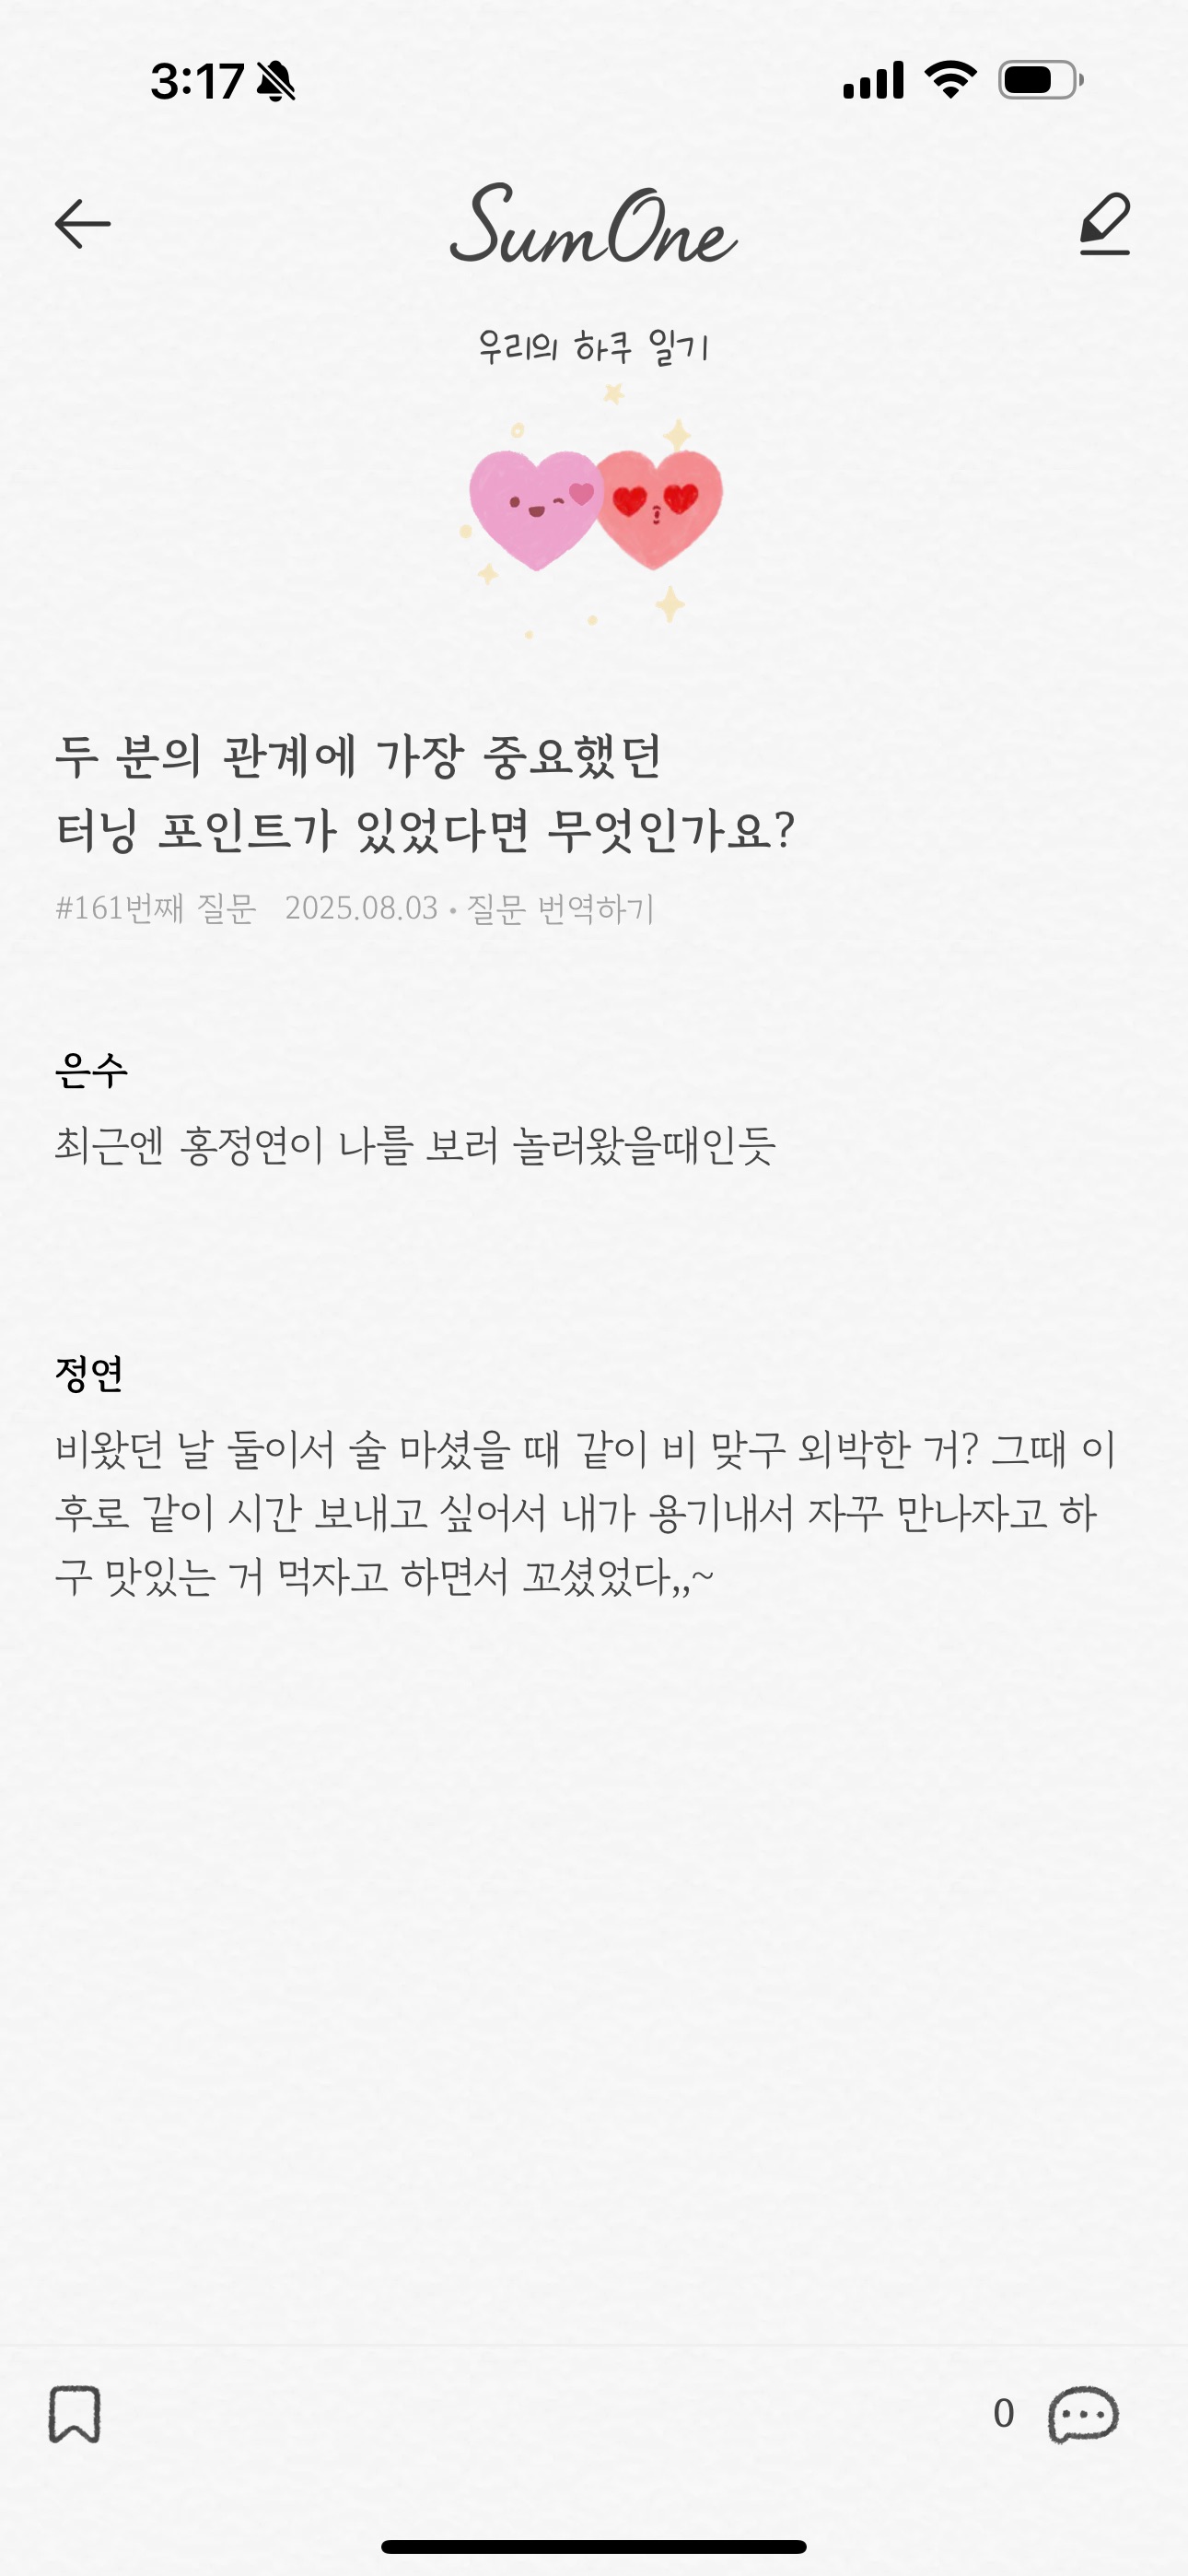 3:17
SumOne
우리의 하쿠 일기
두 분의 관계에 가장 중요했던
터닝 포인트가 있었다면 무엇인가요?
#161번째 질문 2025.08.03 • 질문 번역하기
은수
최근엔 홍정연이 나를 보러 놀러왔을때인듯
정연
비왔던 날 둘이서 술 마셨을 때 같이 비 맞구 외박한 거? 그때 이
후로 같이 시간 보내고 싶어서 내가 용기내서 자꾸 만나자고 하
구 맛있는 거 먹자고 하면서 꼬셨었다,,~
0